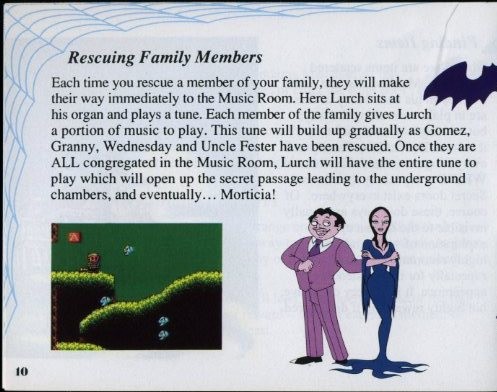 Rescuing Family Members
Each time you rescue a member of your family, they will make
their way immediately to the Music Room. Here Lurch sits at
his organ and plays a tune. Each member of the family gives Lurch
a portion of music to play. This tune will build up gradually as Gomez,
Granny, Wednesday and Uncle Fester have been rescued. Once they are
ALL congregated in the Music Room, Lurch will have the entire tune to
play which will open up the secret passage leading to the underground
chambers, and eventually… Morticia!
10